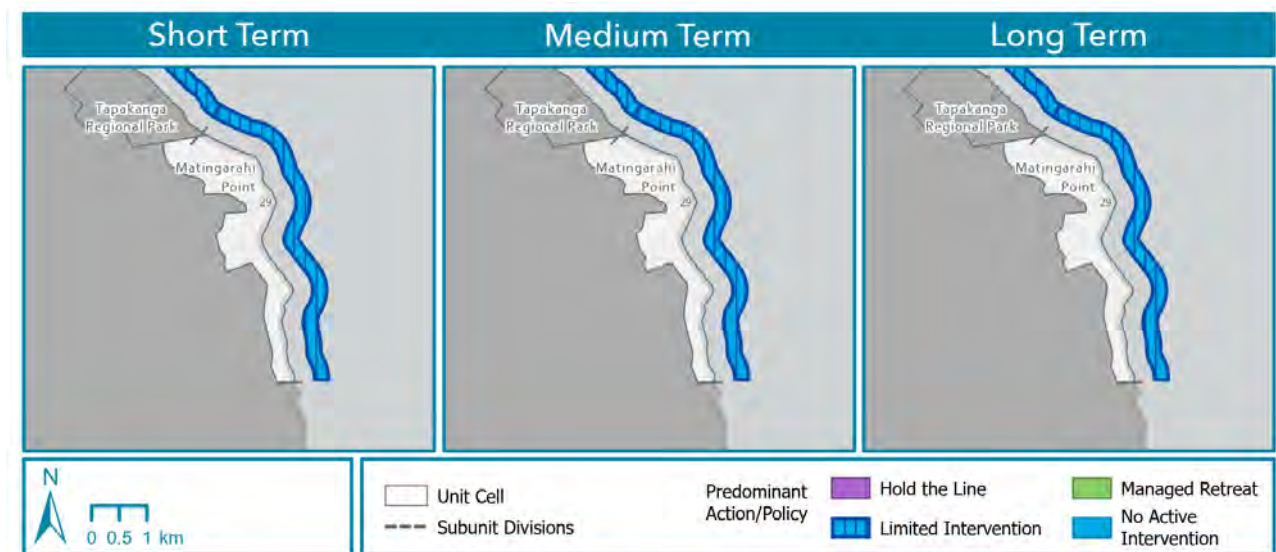 Short Term
Medium Term
Long Term
Tapakanga
Regional Park
Matingarahi
Point
29
Tapakanga
Regional Park
Matingarahi
Point
29
Tapakanga
Regional Park
Matingarahi
Point
29
N
0 0.5 1 km
Unit Cell
Subunit Divisions
Predominant
Action/Policy
Hold the Line
Limited Intervention
Managed Retreat
No Active
Intervention